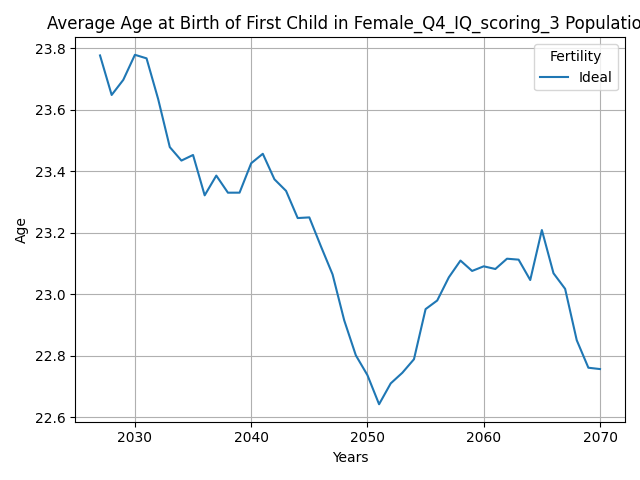 Average Age at Birth of First Child in Female_Q4_IQ_scoring_3 Populatio
Fertility
Ideal
23.8
23.6
23.4
23.2
23.0
22.8
22.6
Age
2030 2040 2050 2060 2070
Years